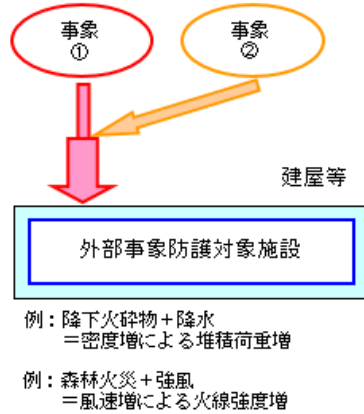 事象
①
事象
②
建屋等
外部事象防護対象施設
例：降下火砕物＋降水
＝密度増による堆積荷重増
例：森林火災＋強風
＝風速増による火線強度増